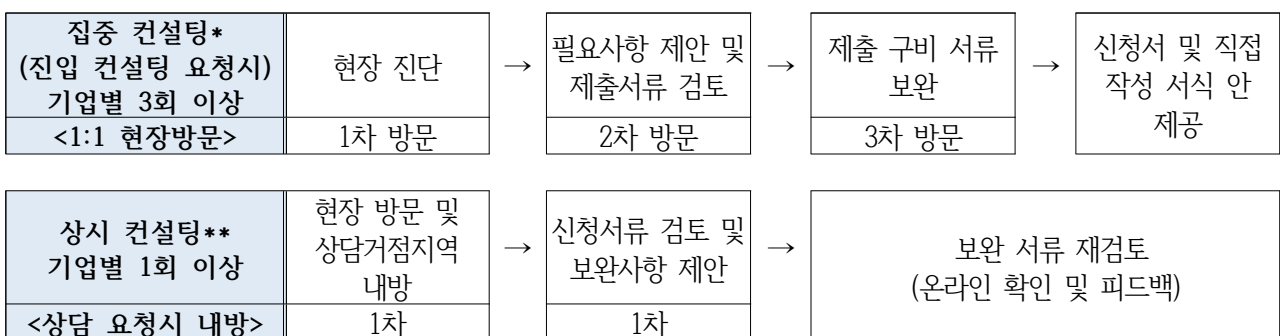 집중 컨설팅*
(진입 컨설팅 요청시)
기업별 3회 이상
<1:1 현장방문>
현장 진단
1차 방문
→
필요사항 제안 및
제출서류 검토
2차 방문
→
제출 구비 서류
보완
3차 방문
→
신청서 및 직접
작성 서식 안
제공
상시 컨설팅**
기업별 1회 이상
<상담 요청시 내방>
현장 방문 및
상담거점지역
내방
1차
→
신청서류 검토 및
보완사항 제안
1차
→
보완 서류 재검토
(온라인 확인 및 피드백)